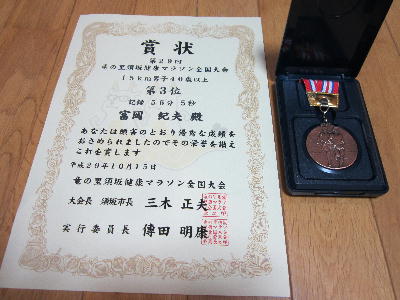 賞状
第29回
竜の里須坂健康マラソン全国大会
15km男子40歳以上
第3位
記録 56分 5秒
冨岡 紀夫 殿
あなたは頭書のとおり優秀な成績を
おさめられましたのでその栄誉を讃え
これを賞します
平成29年10月15日
竜の里須坂健康マラソン全国大会
大会長 須坂市長 三木 正夫
実行委員長 傳田 明康